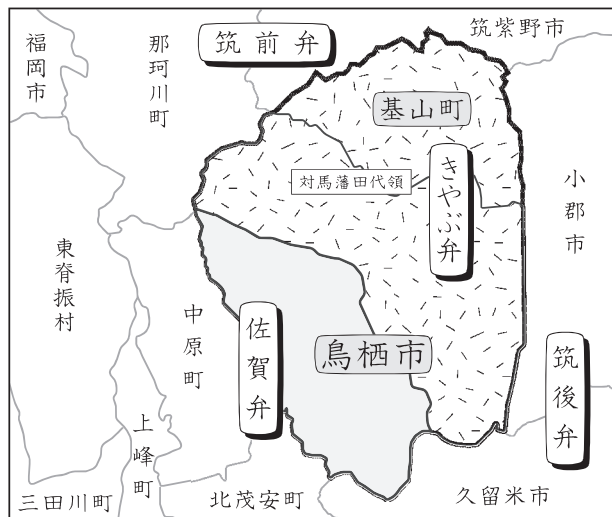 福岡市
那珂川町
筑前弁
筑紫野市
基山町
対馬藩田代領
きやぶ弁
小郡市
東脊振村
中原町
佐賀弁
鳥栖市
筑後弁
上峰町
三田川町
北茂安町
久留米市